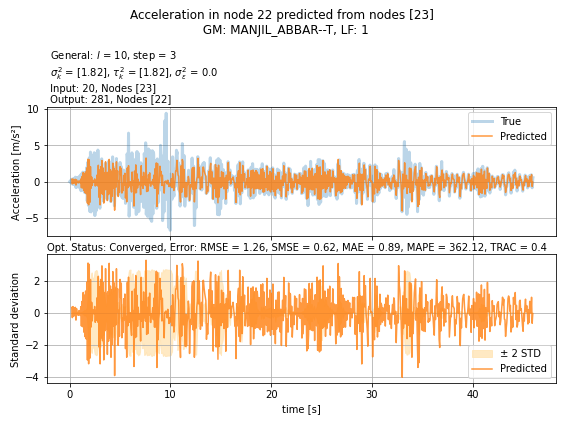 Acceleration in node 22 predicted from nodes [23]
GM: MANJIL_ABBAR--T, LF: 1
General: l = 10, step = 3
σ²ₖ = [1.82], τ²ₖ = [1.82], σ²ε = 0.0
Input: 20, Nodes [23]
Output: 281, Nodes [22]
10
5
0
−5
Acceleration [m/s²]
True
Predicted
Opt. Status: Converged, Error: RMSE = 1.26, SMSE = 0.62, MAE = 0.89, MAPE = 362.12, TRAC = 0.4
2
0
−2
−4
Standard deviation
± 2 STD
Predicted
0 10 20 30 40
time [s]